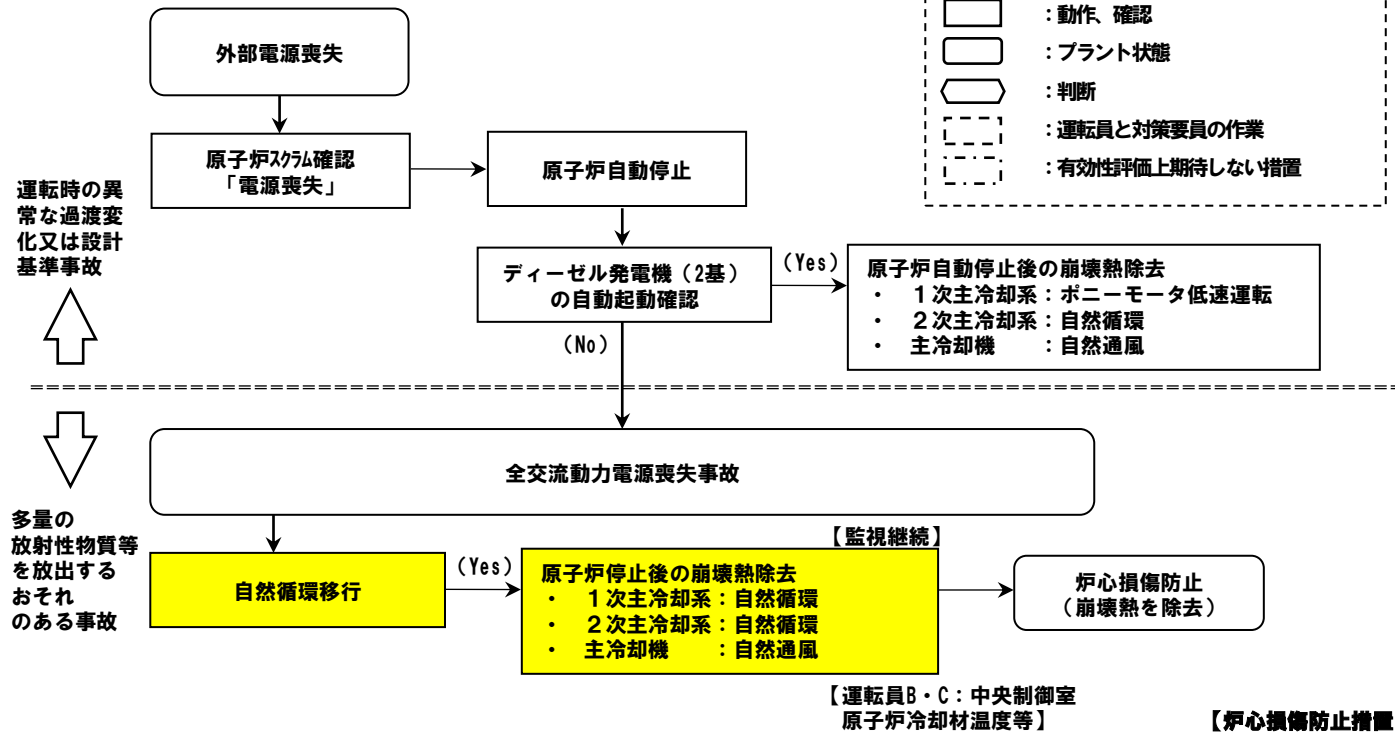 ：動作、確認
：プラント状態
：判断
：運転員と対策要員の作業
：有効性評価上期待しない措置
外部電源喪失
原子炉ｽｸﾗﾑ確認
「電源喪失」
原子炉自動停止
運転時の異
常な過渡変
化又は設計
基準事故
ディーゼル発電機（2基）
の自動起動確認
(Yes)
原子炉自動停止後の崩壊熱除去
・ １次主冷却系：ポニーモータ低速運転
・ ２次主冷却系：自然循環
・ 主冷却機　　：自然通風
(No)
全交流動力電源喪失事故
多量の
放射性物質等
を放出する
おそれ
のある事故
自然循環移行
(Yes)
【監視継続】
原子炉停止後の崩壊熱除去
・ １次主冷却系：自然循環
・ ２次主冷却系：自然循環
・ 主冷却機　　：自然通風
炉心損傷防止
（崩壊熱を除去）
【運転員B・C：中央制御室
原子炉冷却材温度等】
【炉心損傷防止措置